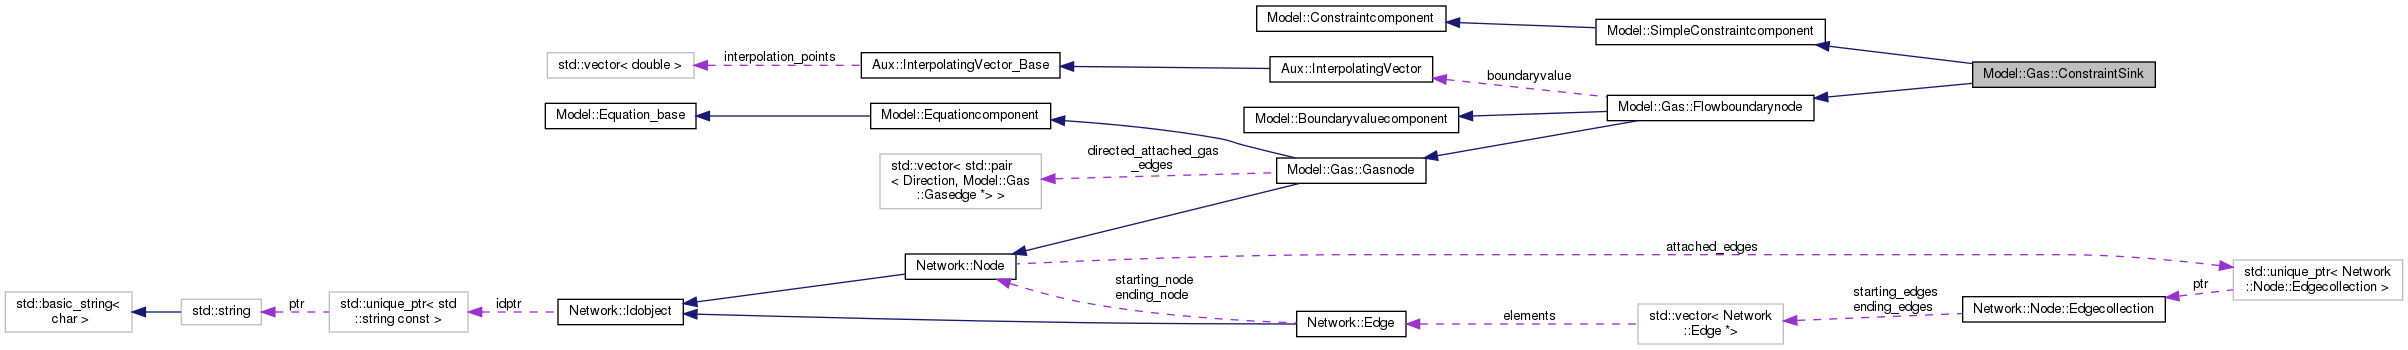 Model::Constraintcomponent
Model::SimpleConstraintcomponent
interpolation_points
std::vector< double >
Aux::InterpolatingVector_Base
Aux::InterpolatingVector
boundaryvalue
Model::Gas::ConstraintSink
Model::Equation_base
Model::Equationcomponent
Model::Boundaryvaluecomponent
Model::Gas::Flowboundarynode
directed_attached_gas
_edges
std::vector< std::pair
< Direction, Model::Gas
::Gasedge *> >
Model::Gas::Gasnode
attached_edges
Network::Node
std::unique_ptr< Network
::Node::Edgecollection >
starting_node
ending_node
ptr
starting_edges
ending_edges
std::basic_string<
char >
ptr
std::string
std::unique_ptr< std
::string const >
idptr
Network::Idobject
Network::Edge
elements
std::vector< Network
::Edge *>
Network::Node::Edgecollection